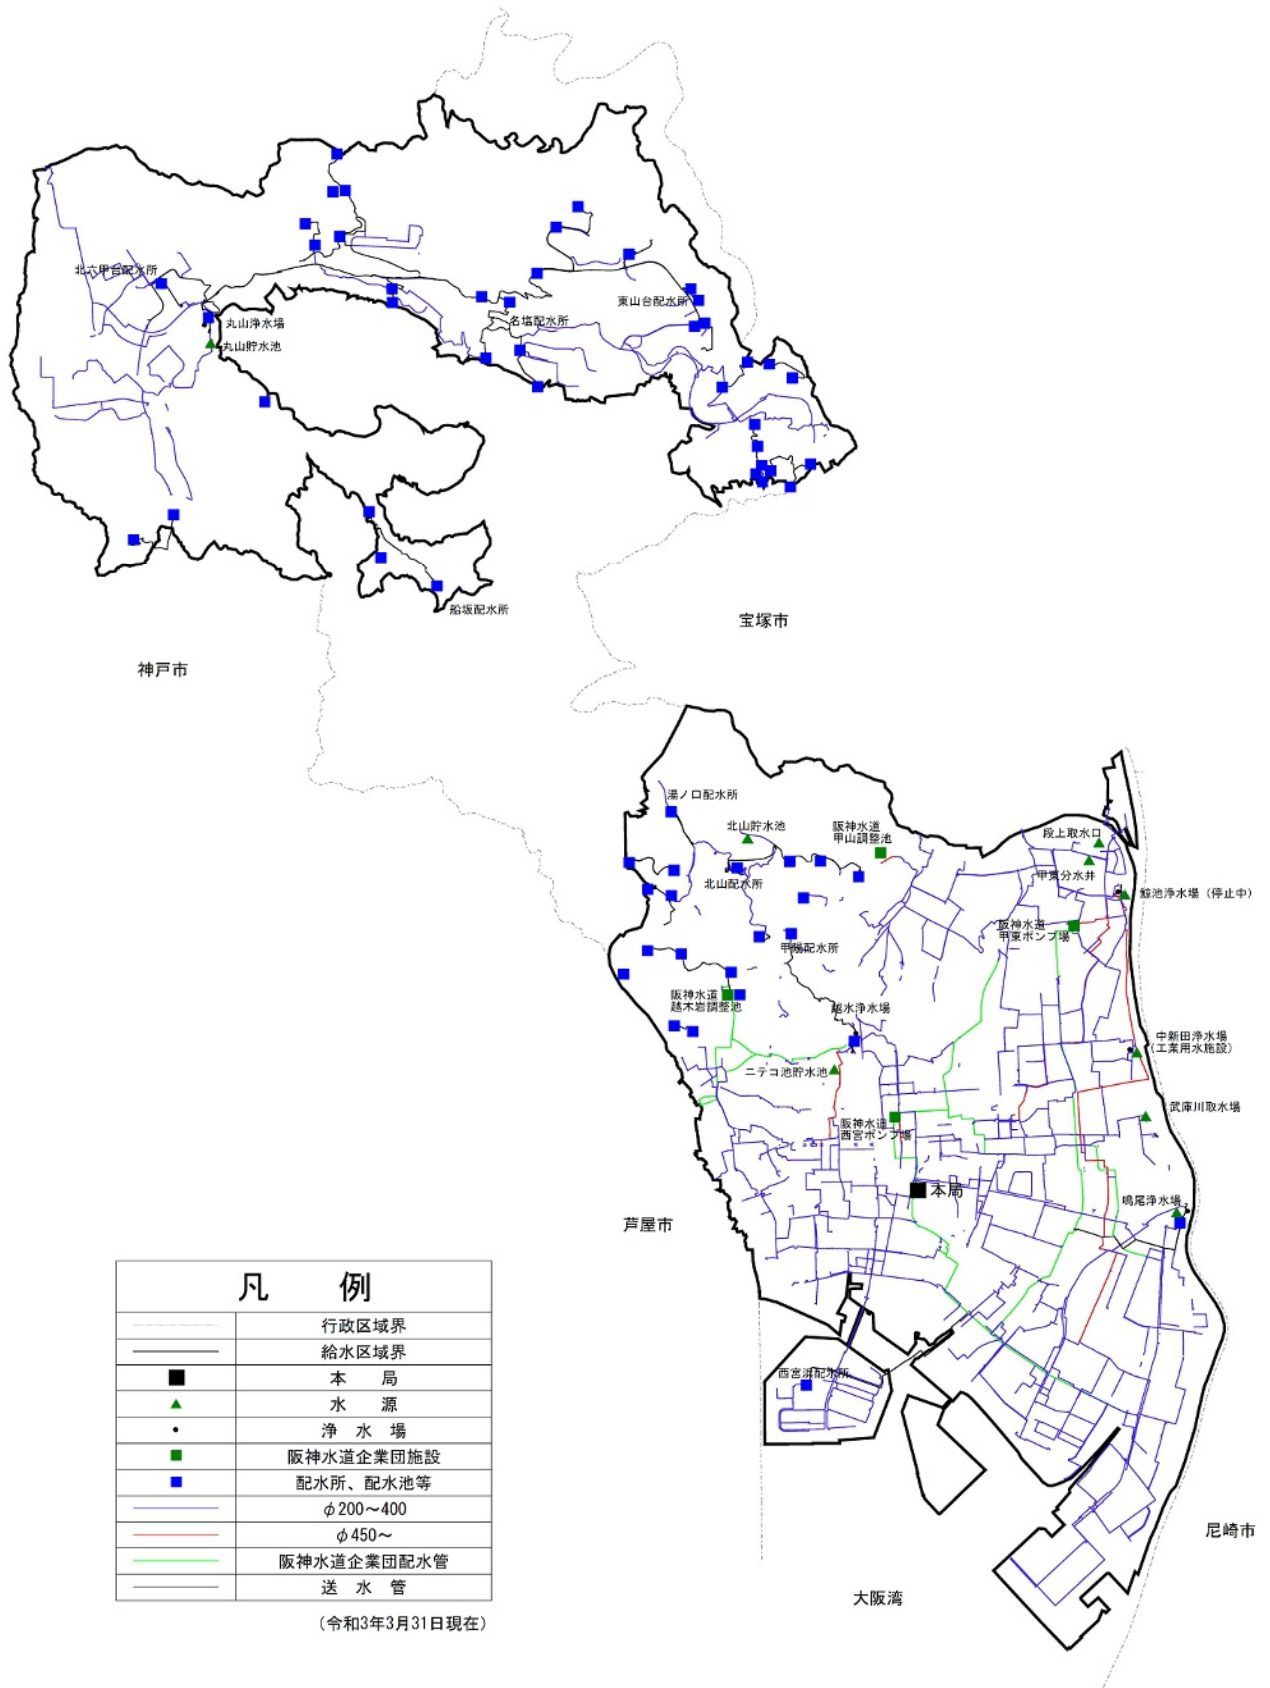 北六甲台配水所
丸山浄水場
丸山貯水池
東山台配水所
名塩配水所
船坂配水所
宝塚市
神戸市
湯ノ口配水所
北山貯水池
阪神水道
甲山調整池
段上取水口
北山配水所
甲東分水井
鯨池浄水場（停止中）
阪神水道
甲東ポンプ場
甲陽配水所
阪神水道
越木岩調整池
越水浄水場
中新田浄水場
（工業用水施設）
ニテコ池貯水池
武庫川取水場
阪神水道
西宮ポンプ場
本局
鳴尾浄水場
芦屋市
西宮浜配水所
尼崎市
大阪湾
凡　例
行政区域界
給水区域界
本　局
水　源
浄　水　場
阪神水道企業団施設
配水所、配水池等
φ200～400
φ450～
阪神水道企業団配水管
送　水　管
（令和3年3月31日現在）